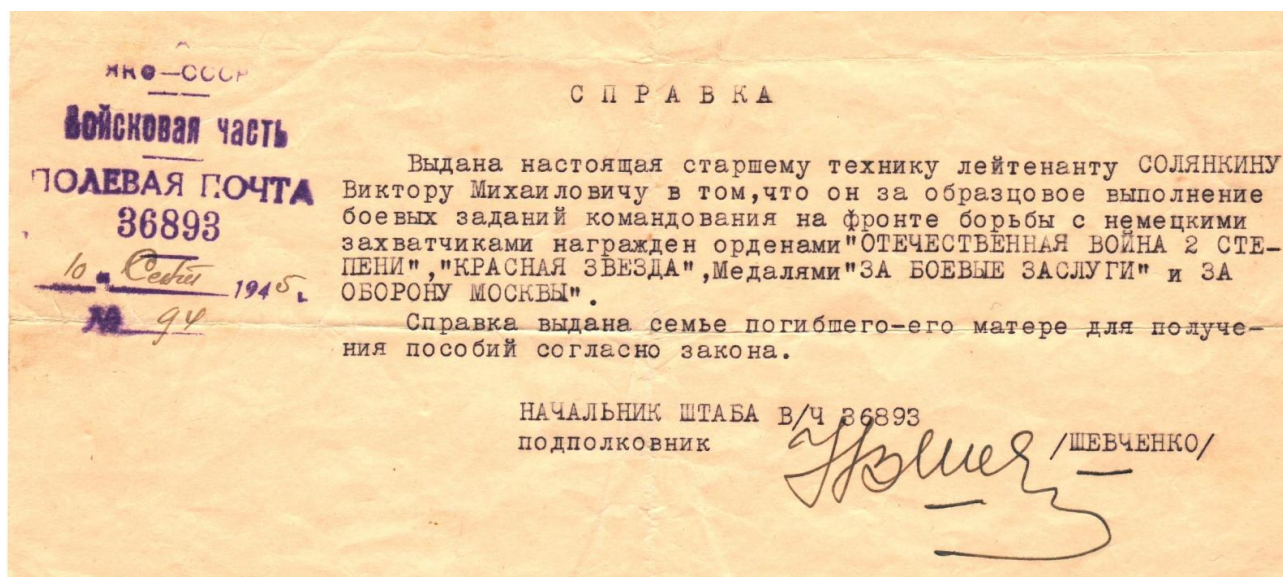 НКО—СССР
Войсковая часть
ПОЛЕВАЯ ПОЧТА
36893
10 " Сент 1945 г.
№ 94
СПРАВКА
Выдана настоящая старшему технику лейтенанту СОЛЯНКИНУ
Виктору Михаиловичу в том,что он за образцовое выполнение
боевых заданий командования на фронте борьбы с немецкими
захватчиками награжден орденами"ОТЕЧЕСТВЕННАЯ ВОЙНА 2 СТЕ-
ПЕНИ","КРАСНАЯ ЗВЕЗДА",Медалями"ЗА БОЕВЫЕ ЗАСЛУГИ" и ЗА
ОБОРОНУ МОСКВЫ".
Справка выдана семье погибшего-его матере для получе-
ния пособий согласно закона.
НАЧАЛЬНИК ШТАБА В/Ч 36893
подполковник /ШЕВЧЕНКО/